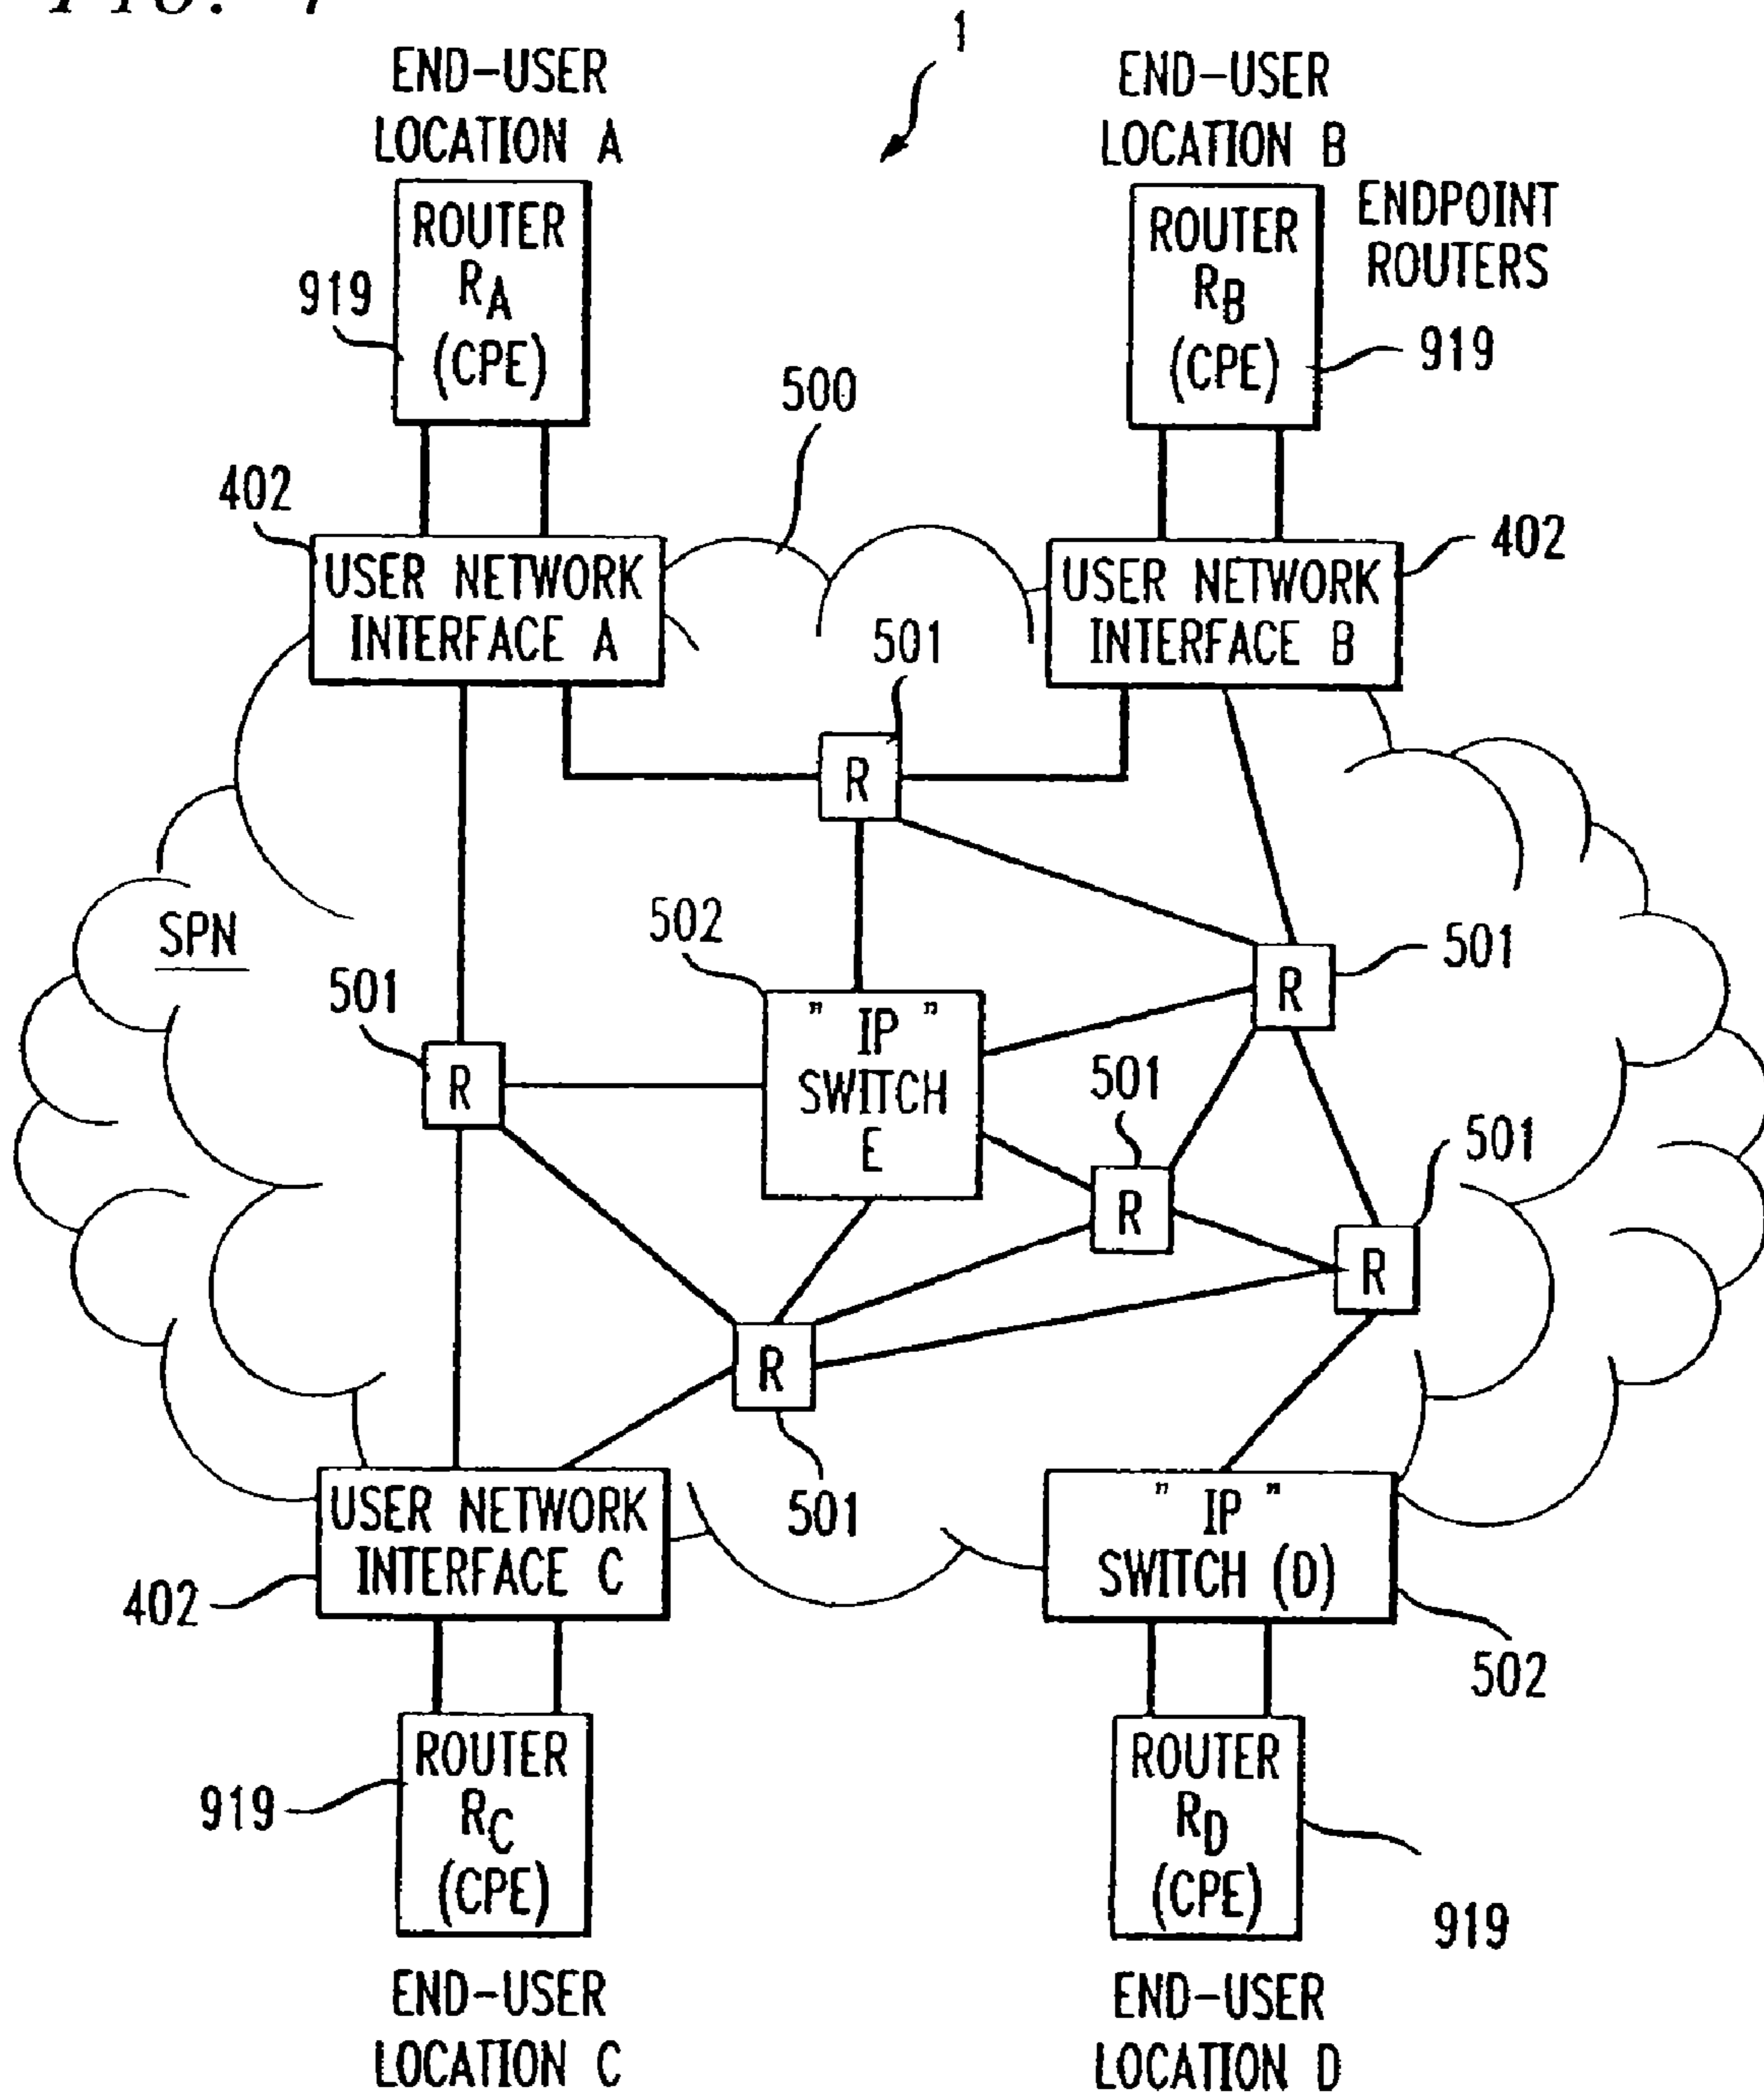 1
END-USER
LOCATION A
END-USER
LOCATION B
ROUTER
RA
(CPE)
919
ROUTER
RB
(CPE)
ENDPOINT
ROUTERS
919
500
402
USER NETWORK
INTERFACE A
USER NETWORK
INTERFACE B
402
501
R
SPN
502
501
R
501
R
" IP "
SWITCH
E
501
R
501
R
R
501
USER NETWORK
INTERFACE C
402
" IP "
SWITCH (D)
502
919
ROUTER
RC
(CPE)
ROUTER
RD
(CPE)
919
END-USER
LOCATION C
END-USER
LOCATION D